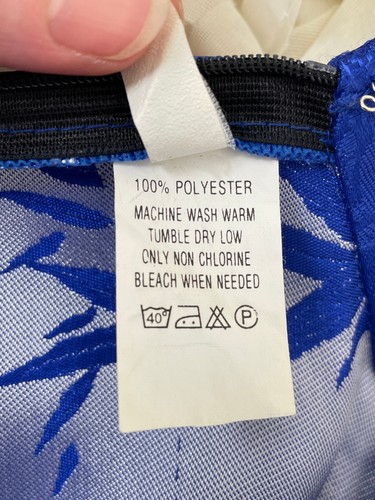 100% POLYESTER
MACHINE WASH WARM
TUMBLE DRY LOW
ONLY NON CHLORINE
BLEACH WHEN NEEDED
40° P